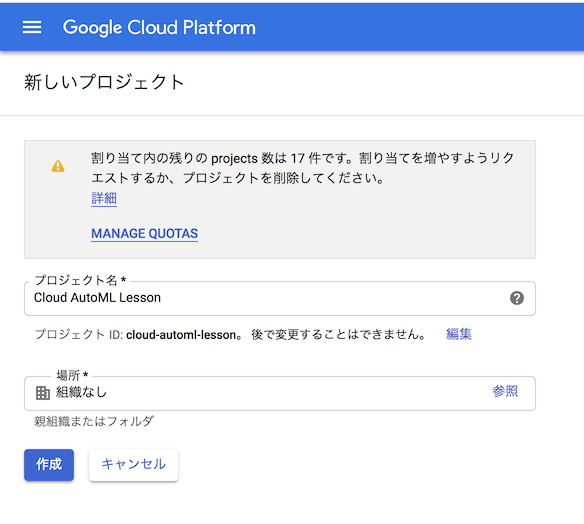 Google Cloud Platform
新しいプロジェクト
割り当て内の残りの projects 数は 17 件です。割り当てを増やすようリク
エストするか、プロジェクトを削除してください。
詳細
MANAGE QUOTAS
プロジェクト名 *
Cloud AutoML Lesson
プロジェクト ID: cloud-automl-lesson。 後で変更することはできません。 編集
場所 *
組織なし 参照
親組織またはフォルダ
作成 キャンセル